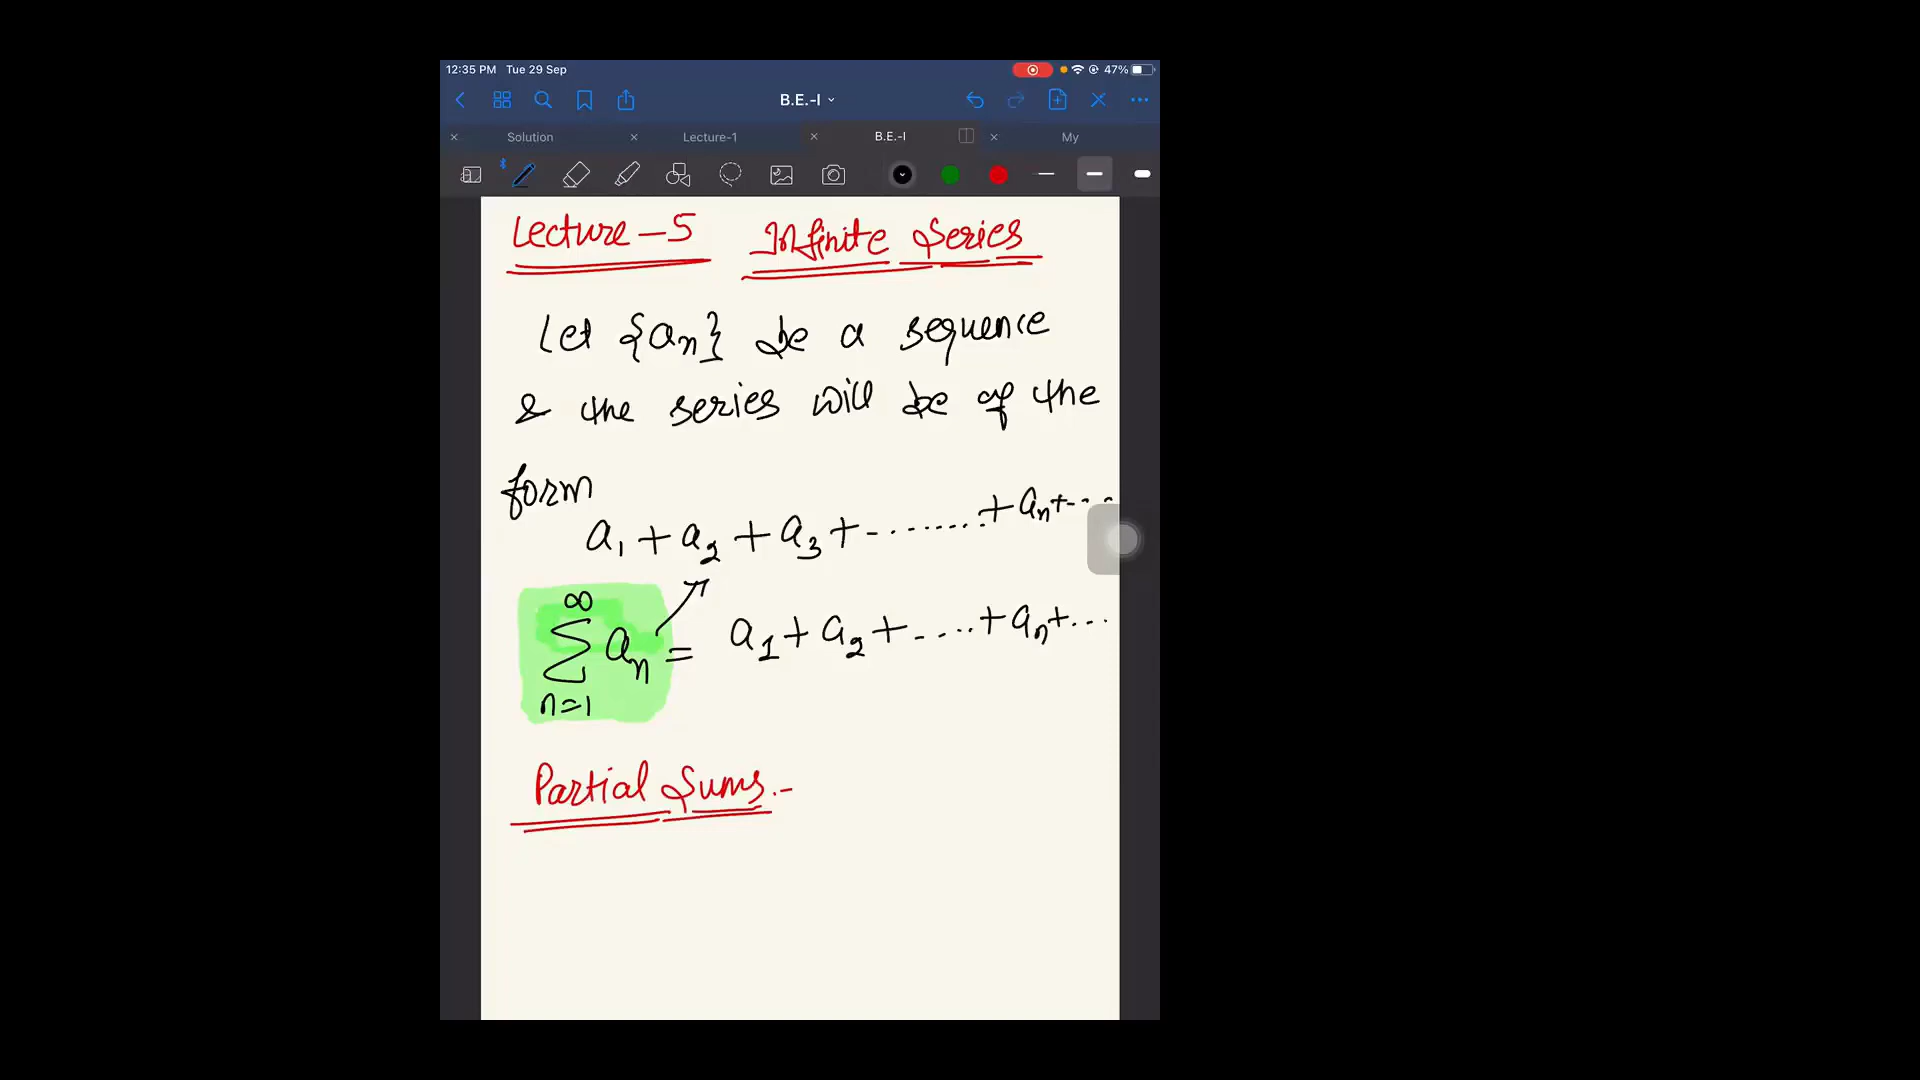 12:35 PM Tue 29 Sep 47%
B.E.-I
Solution Lecture-1 B.E.-I My
Lecture-5 Infinite Series
Let {aₙ} be a sequence
& the series will be of the
form
a₁ + a₂ + a₃ + ......... + aₙ + ....
∞
∑ aₙ = a₁ + a₂ + ..... + aₙ + ...
n=1
Partial Sums.-